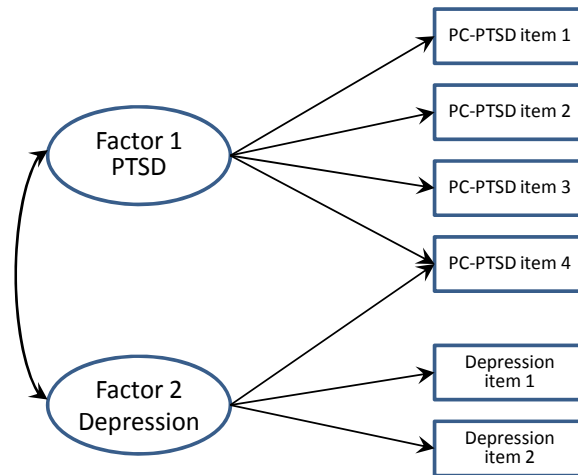 PC-PTSD item 1
PC-PTSD item 2
Factor 1
PTSD
PC-PTSD item 3
PC-PTSD item 4
Factor 2
Depression
Depression
item 1
Depression
item 2